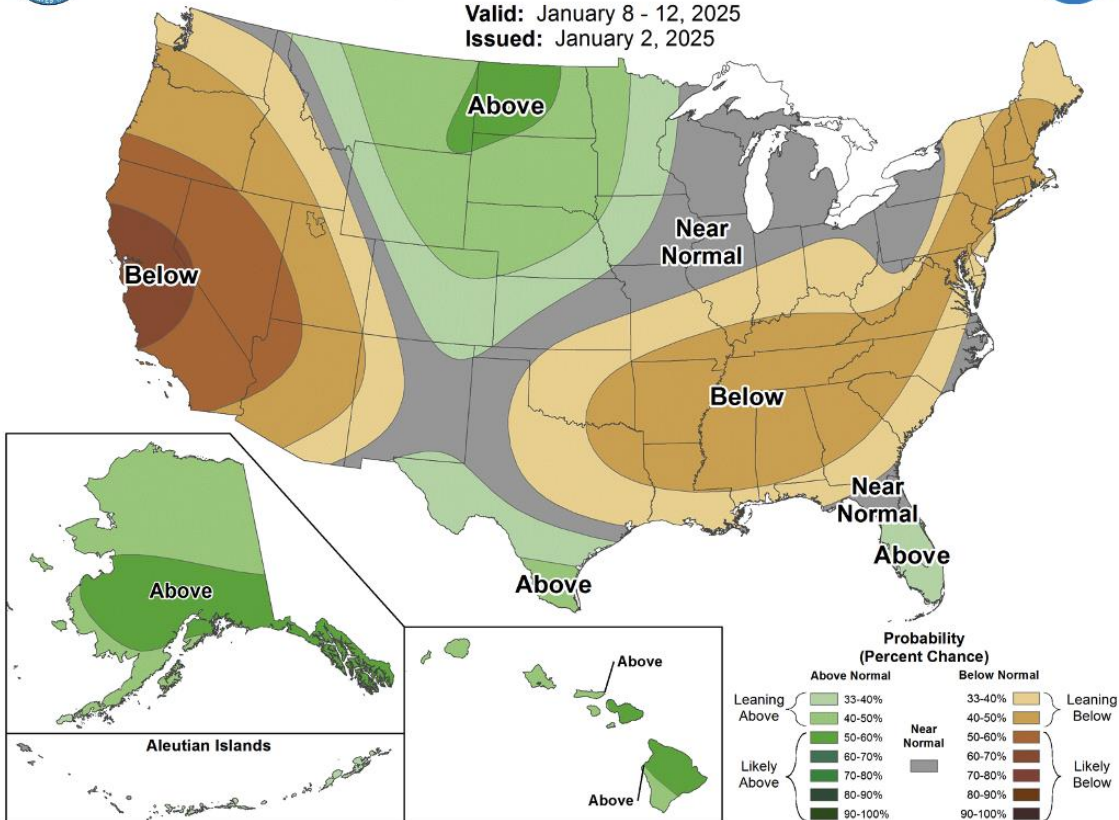 Valid: January 8 - 12, 2025
Issued: January 2, 2025
Above
Near
Normal
Below
Below
Near
Normal
Above
Above
Above
Aleutian Islands
Above
Above
Probability
(Percent Chance)
Above Normal
Below Normal
Leaning
Above
33-40%
40-50%
50-60%
60-70%
70-80%
80-90%
90-100%
Likely
Above
Near
Normal
33-40%
40-50%
50-60%
60-70%
70-80%
80-90%
90-100%
Leaning
Below
Likely
Below